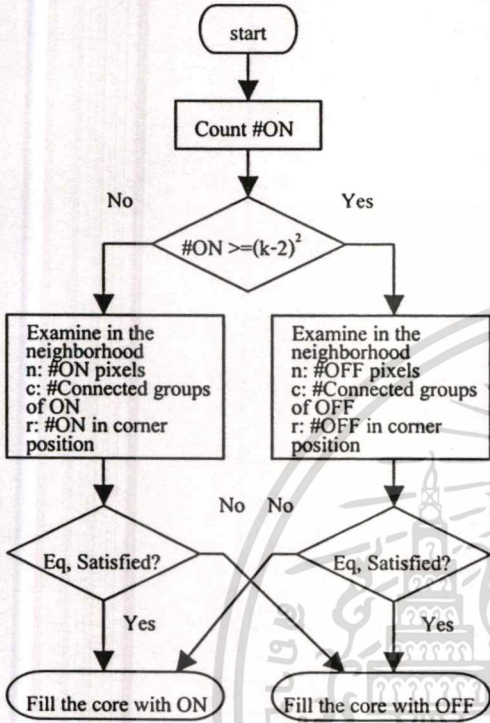 start
Count #ON
No
Yes
#ON >=(k-2)²
Examine in the
neighborhood
n: #ON pixels
c: #Connected groups
of ON
r: #ON in corner
position
Examine in the
neighborhood
n: #OFF pixels
c: #Connected groups
of OFF
r: #OFF in corner
position
No
No
Eq, Satisfied?
Eq, Satisfied?
Yes
Yes
Fill the core with ON
Fill the core with OFF